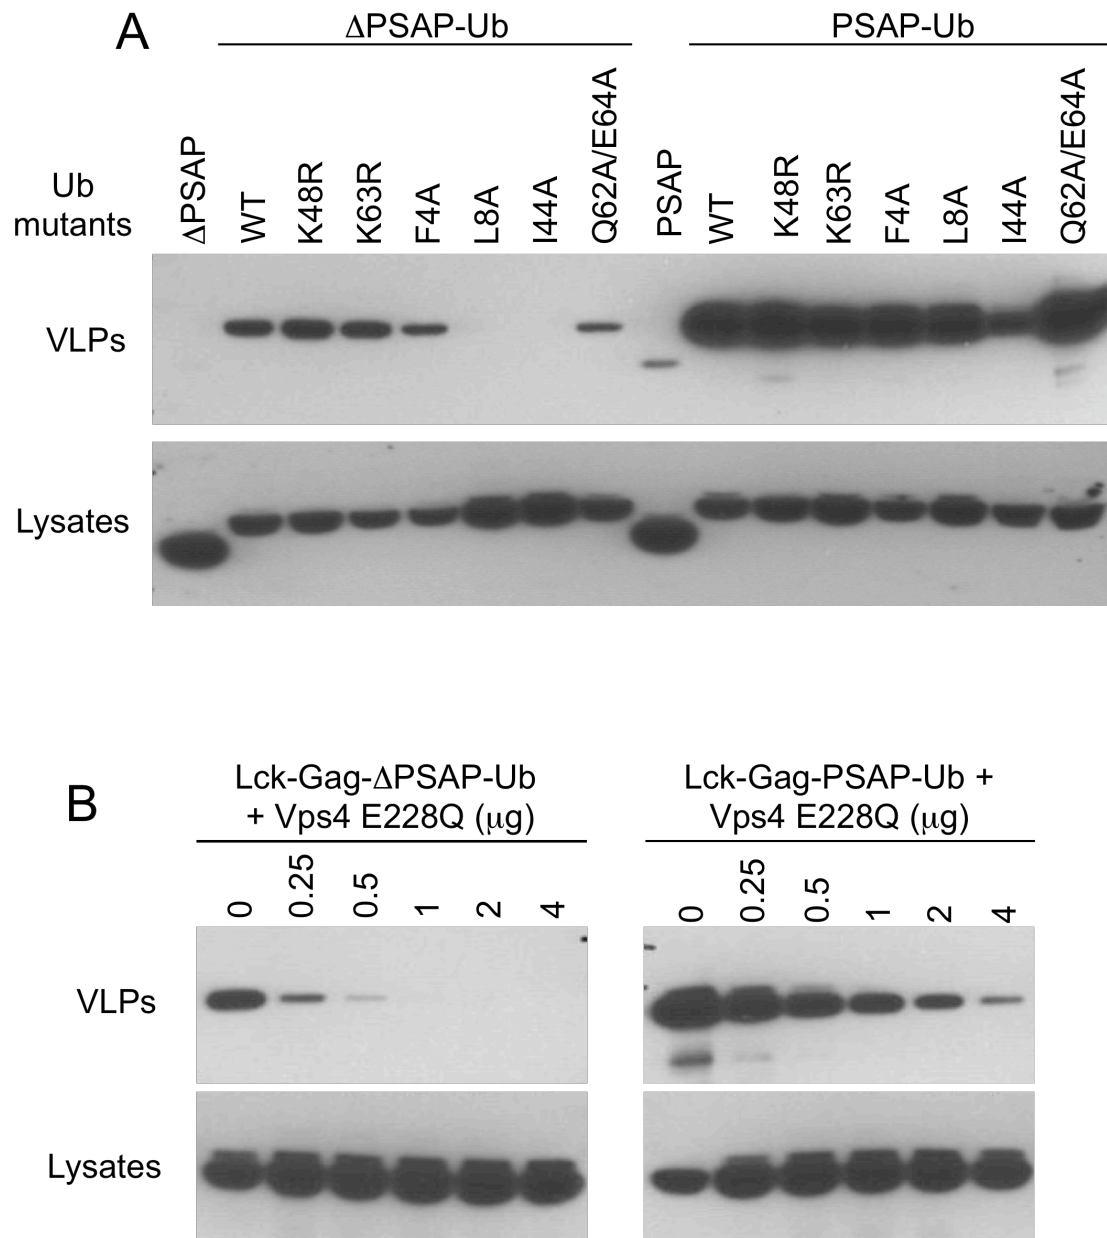 A
ΔPSAP-Ub
PSAP-Ub
Ub
mutants
ΔPSAP
WT
K48R
K63R
F4A
L8A
I44A
Q62A/E64A
PSAP
WT
K48R
K63R
F4A
L8A
I44A
Q62A/E64A
VLPs
Lysates
B
Lck-Gag-ΔPSAP-Ub
+ Vps4 E228Q (μg)
Lck-Gag-PSAP-Ub +
Vps4 E228Q (μg)
0
0.25
0.5
1
2
4
0
0.25
0.5
1
2
4
VLPs
Lysates